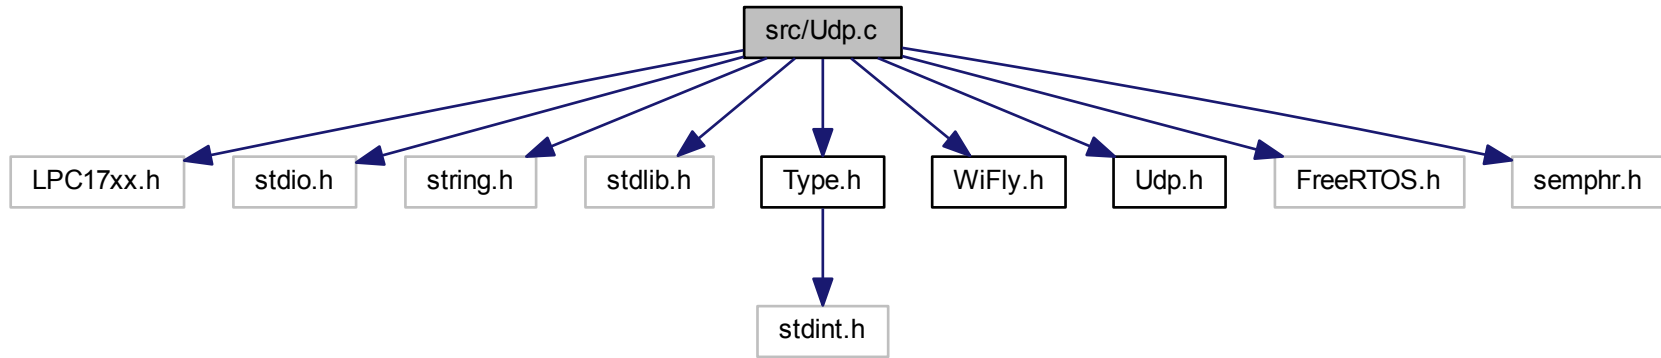 src/Udp.c
LPC17xx.h
stdio.h
string.h
stdlib.h
Type.h
WiFly.h
Udp.h
FreeRTOS.h
semphr.h
stdint.h